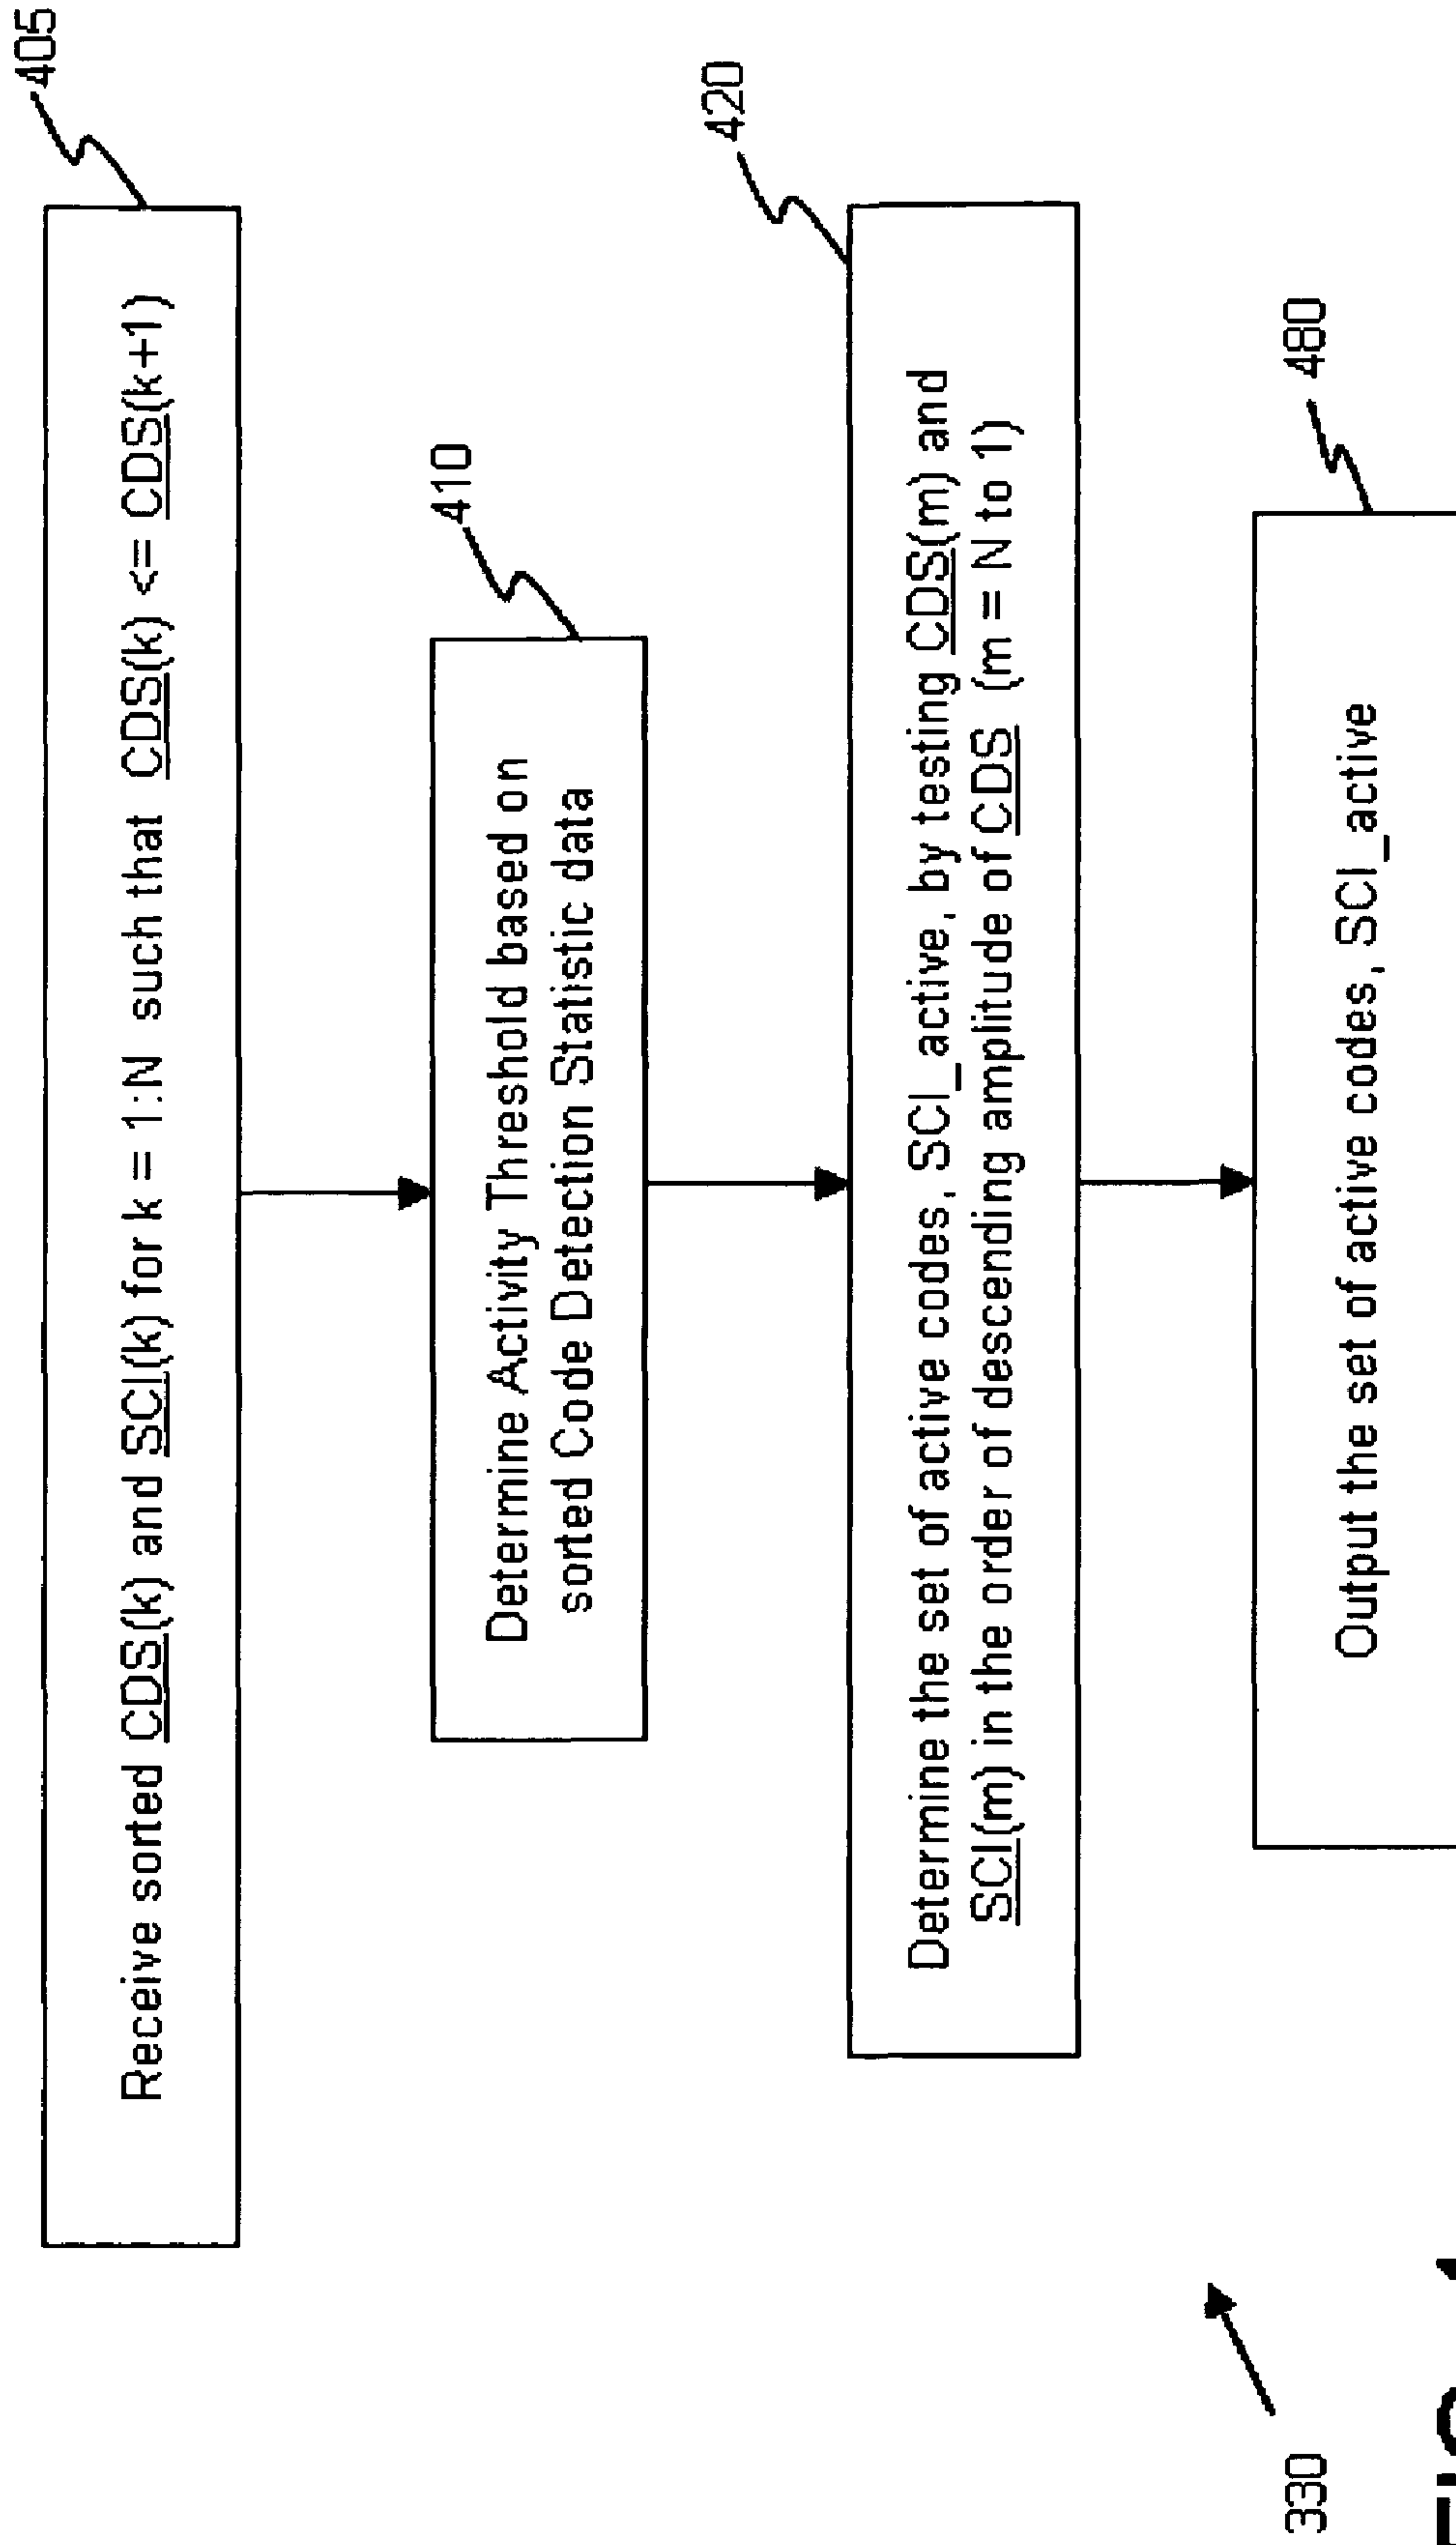 405
Receive sorted CDS(k) and SCI(k) for k = 1:N such that CDS(k) <= CDS(k+1)
410
Determine Activity Threshold based on
sorted Code Detection Statistic data
420
Determine the set of active codes, SCI_active, by testing CDS(m) and
SCI(m) in the order of descending amplitude of CDS (m = N to 1)
480
Output the set of active codes, SCI_active
330